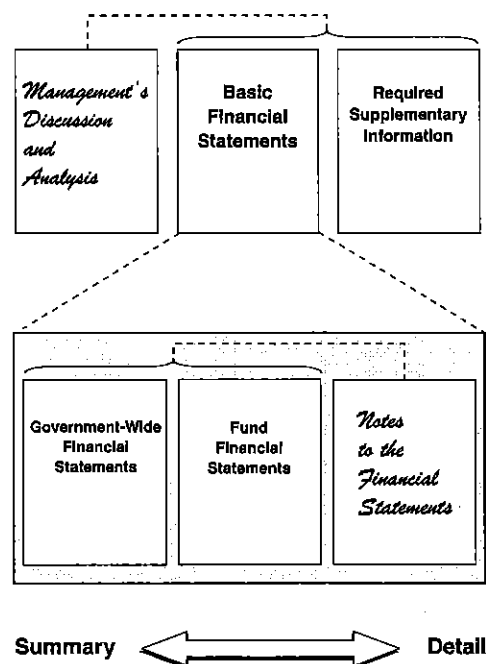 Management's
Discussion
and
Analysis
Basic
Financial
Statements
Required
Supplementary
Information
Government-Wide
Financial
Statements
Fund
Financial
Statements
Notes
to the
Financial
Statements
Summary
Detail